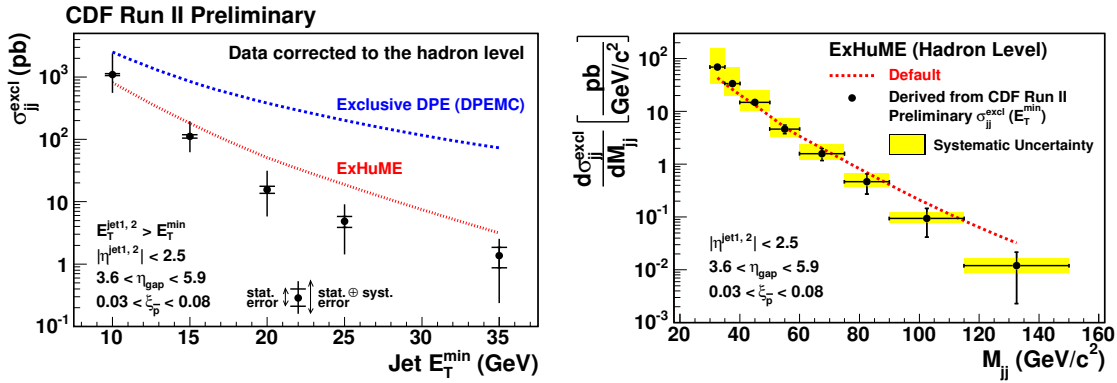 CDF Run II Preliminary
σ_jj^excl (pb)
10^3
10^2
10
1
10^-1
Data corrected to the hadron level
Exclusive DPE (DPEMC)
ExHuME
E_T^jet1, 2 > E_T^min
|η^jet1, 2| < 2.5
3.6 < η_gap < 5.9
0.03 < ξ_p̄ < 0.08
stat. error
stat. ⊕ syst. error
10 15 20 25 30 35
Jet E_T^min (GeV)
dσ_jj^excl/dM_jj [pb/GeV/c^2]
10^2
10
1
10^-1
10^-2
10^-3
ExHuME (Hadron Level)
Default
Derived from CDF Run II
Preliminary σ_jj^excl (E_T^min)
Systematic Uncertainty
|η^jet1, 2| < 2.5
3.6 < η_gap < 5.9
0.03 < ξ_p̄ < 0.08
20 40 60 80 100 120 140 160
M_jj (GeV/c^2)